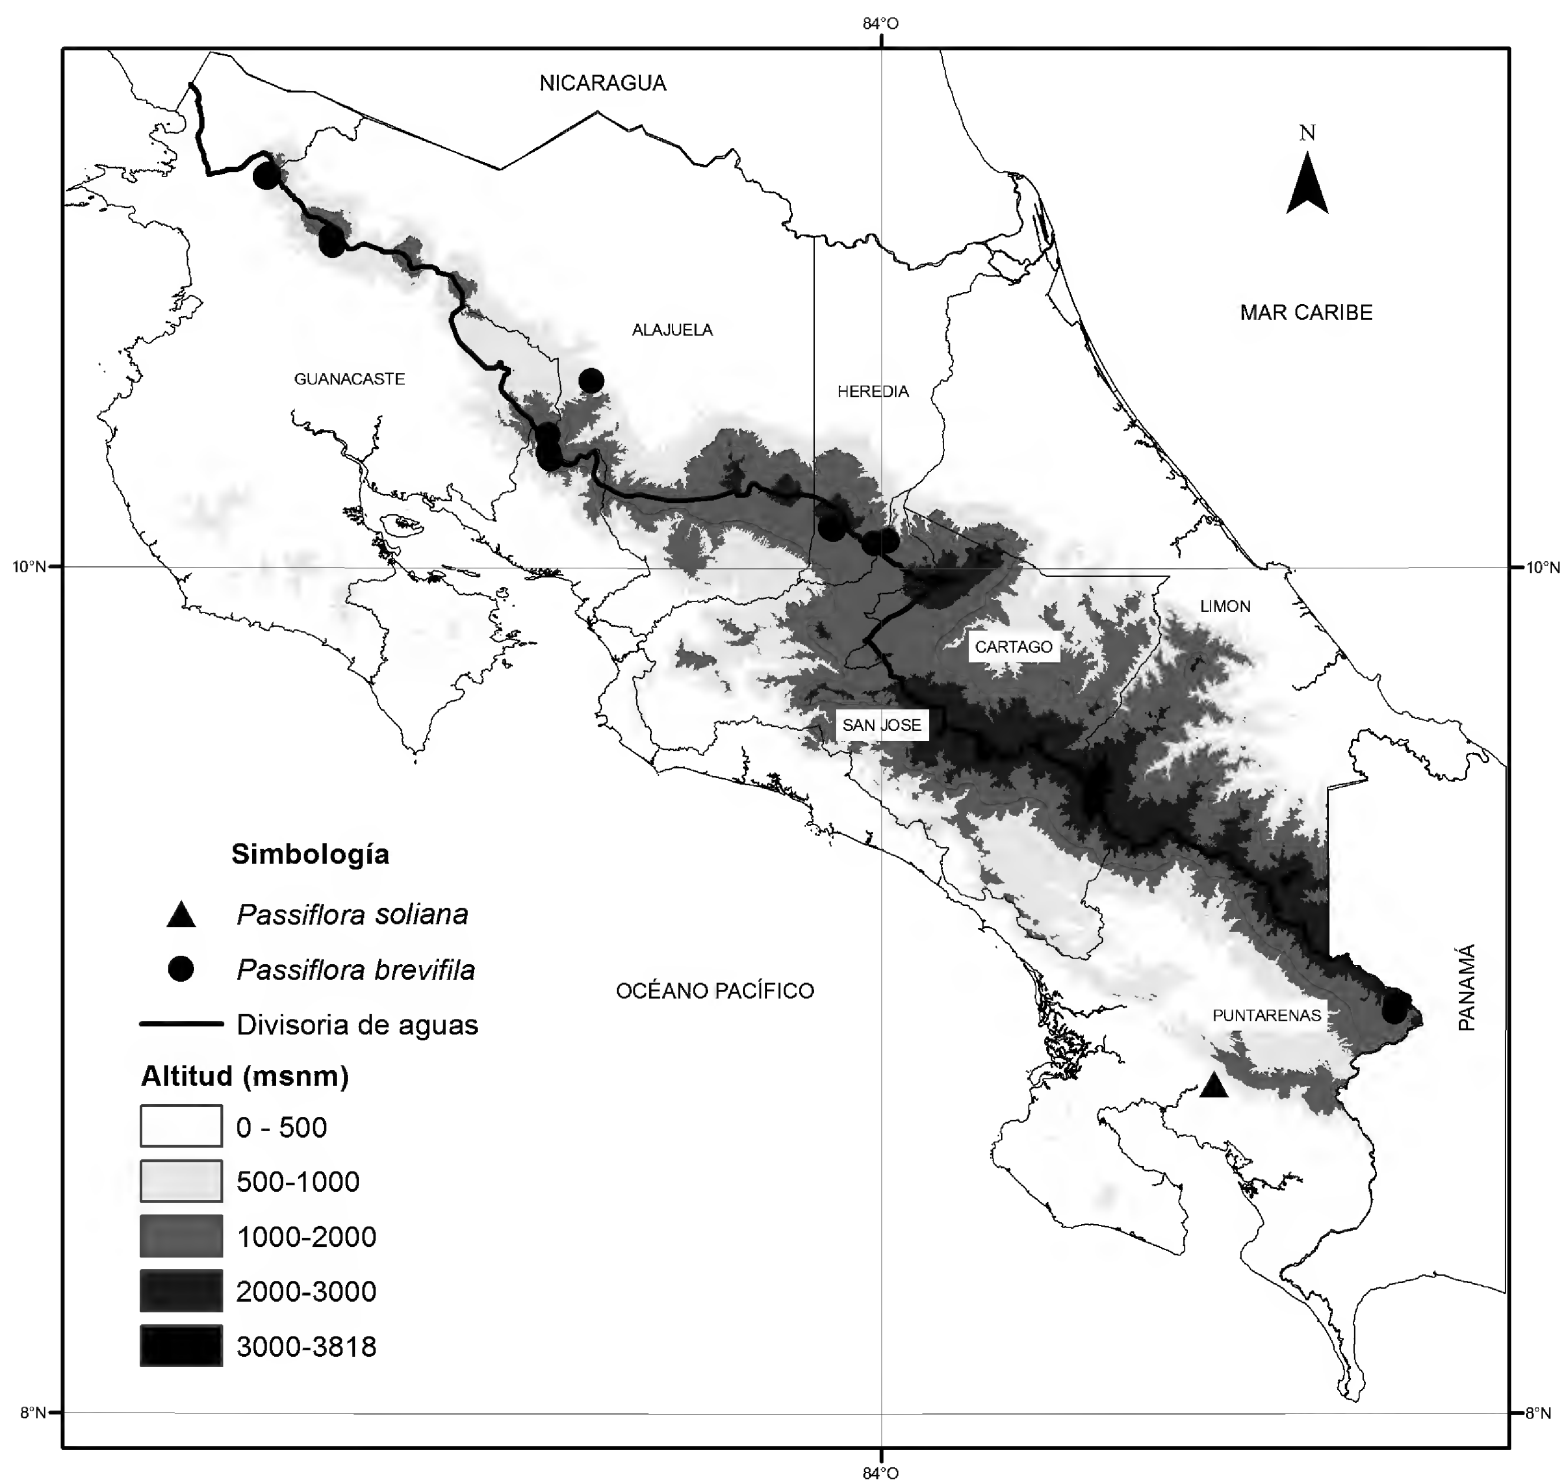 84°O
NICARAGUA
N
MAR CARIBE
ALAJUELA
GUANACASTE
HEREDIA
10°N
10°N
LIMON
CARTAGO
SAN JOSE
Simbología
Passiflora soliana
Passiflora brevifila
Divisoria de aguas
OCÉANO PACÍFICO
PANAMÁ
PUNTARENAS
Altitud (msnm)
0 - 500
500-1000
1000-2000
2000-3000
3000-3818
8°N
8°N
84°O